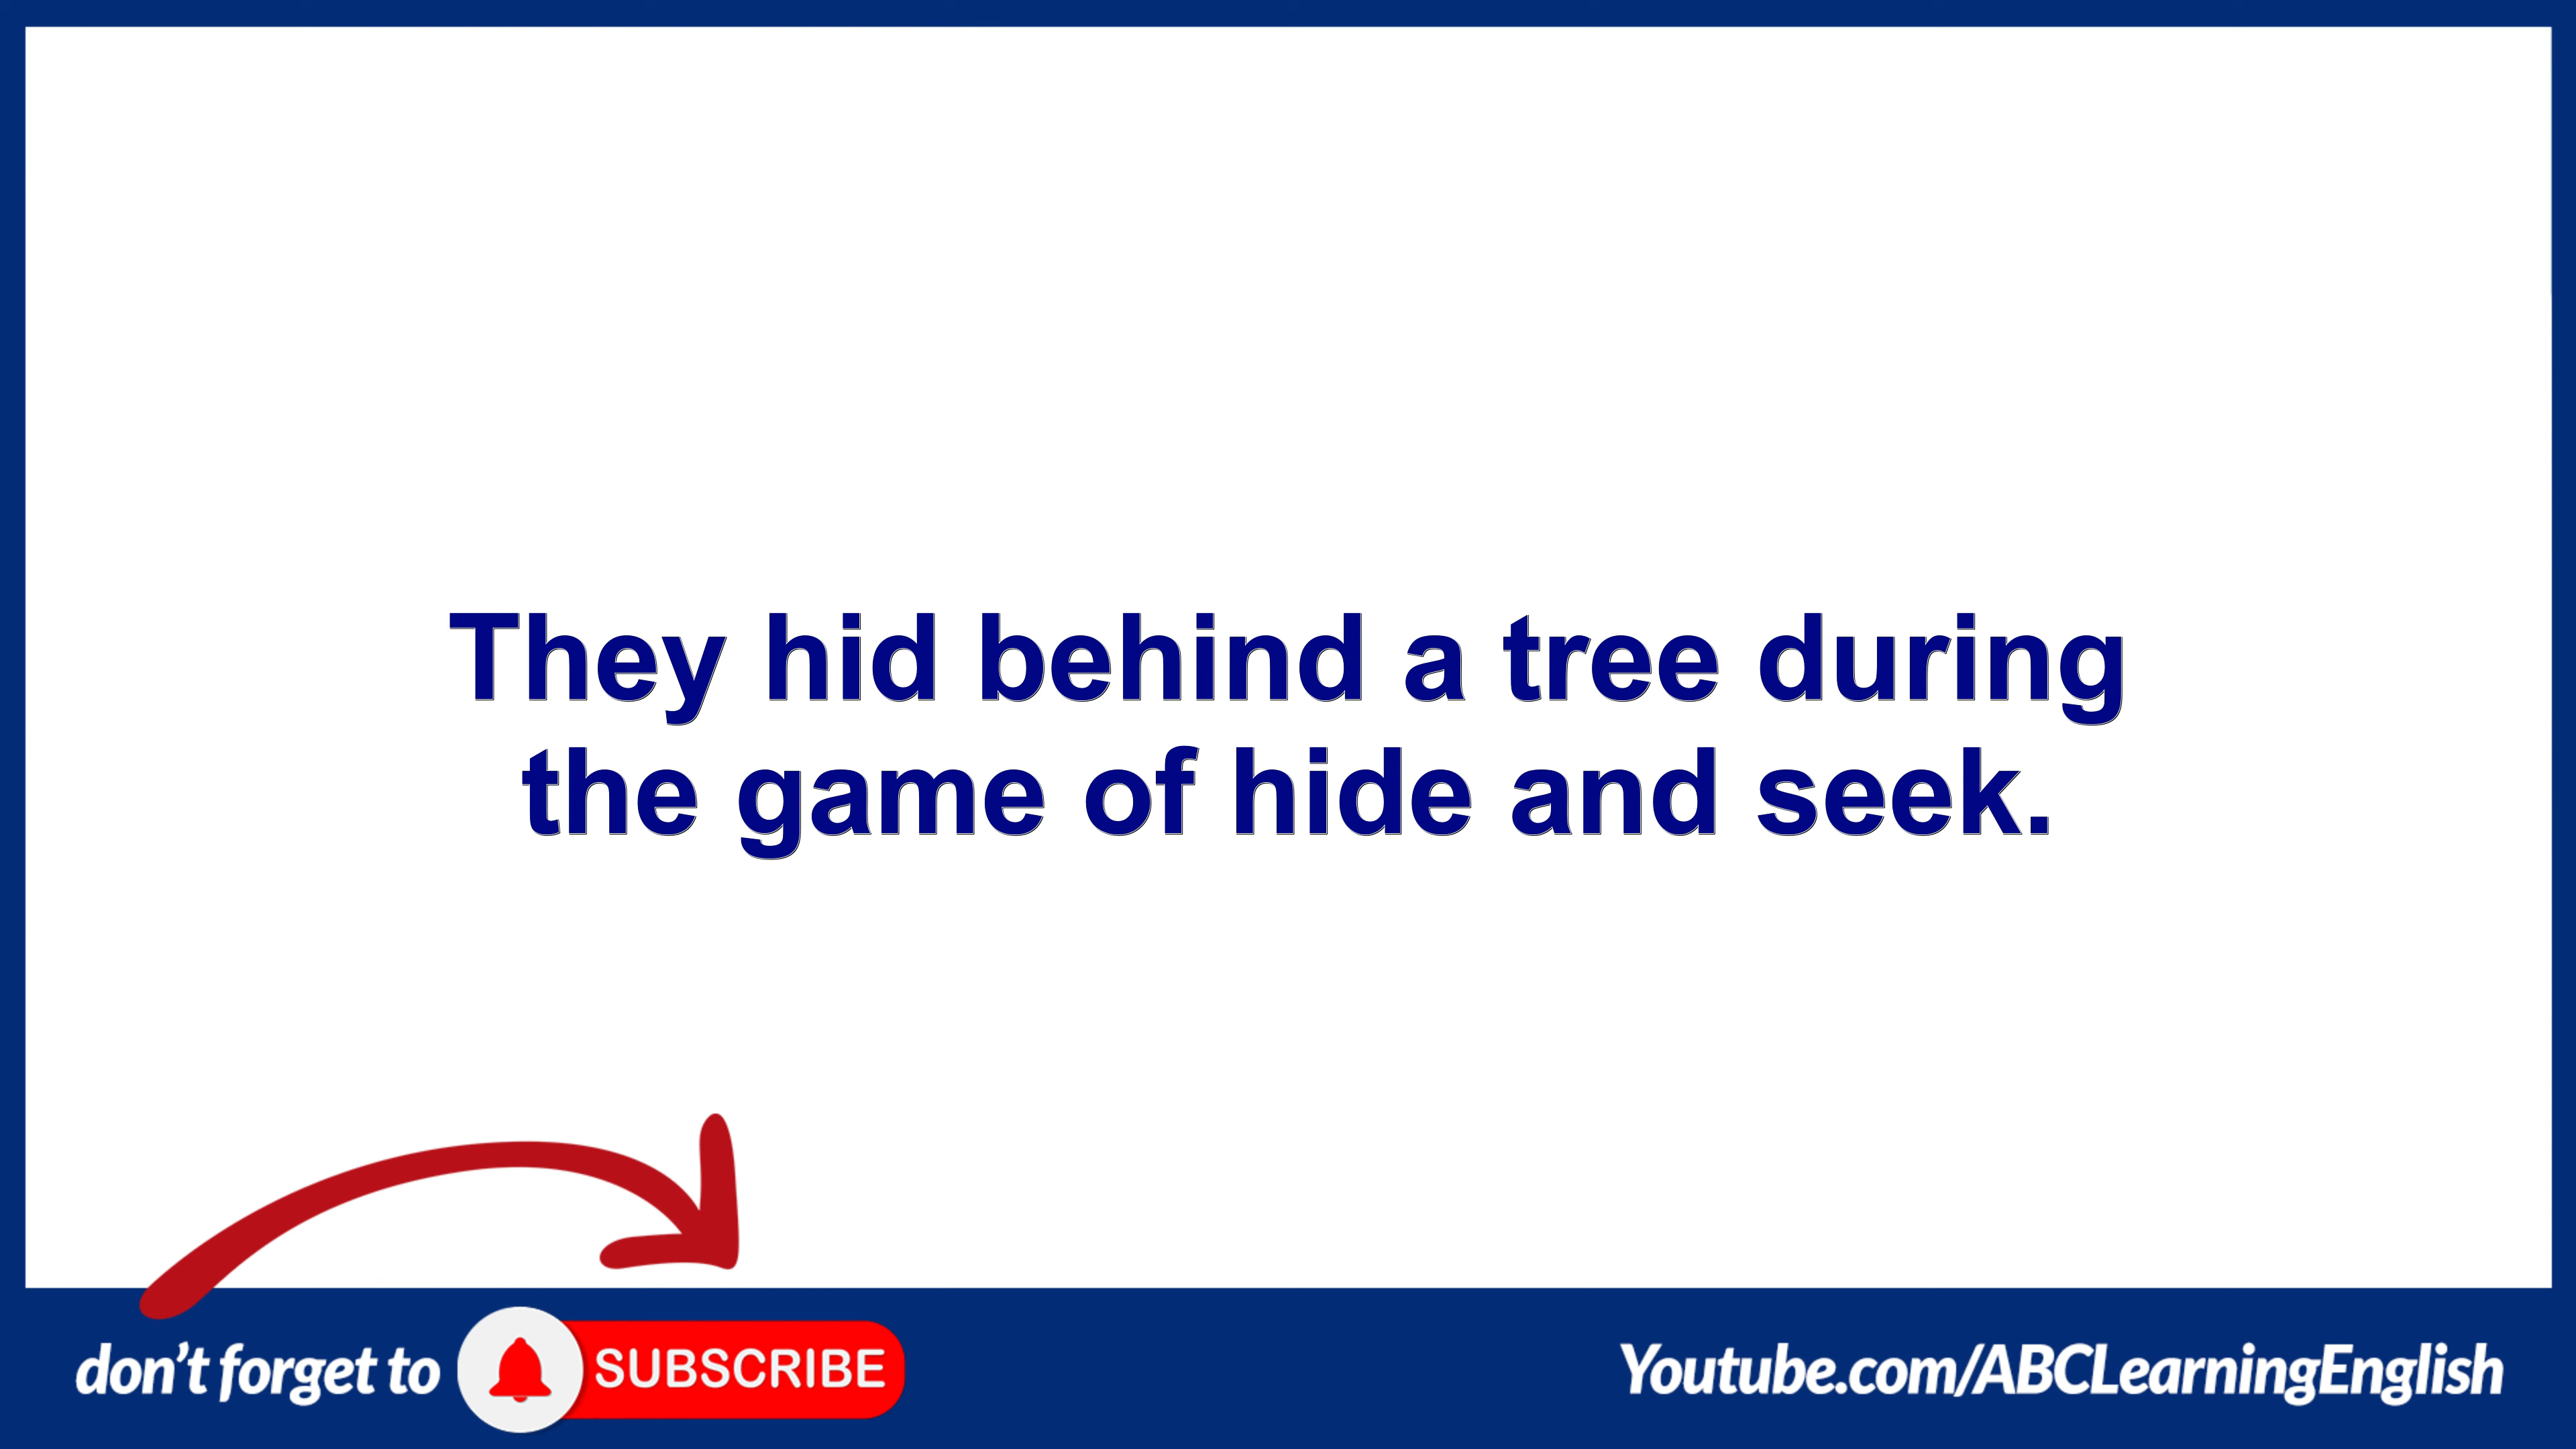 They hid behind a tree during
the game of hide and seek.
don't forget to SUBSCRIBE
Youtube.com/ABCLearningEnglish